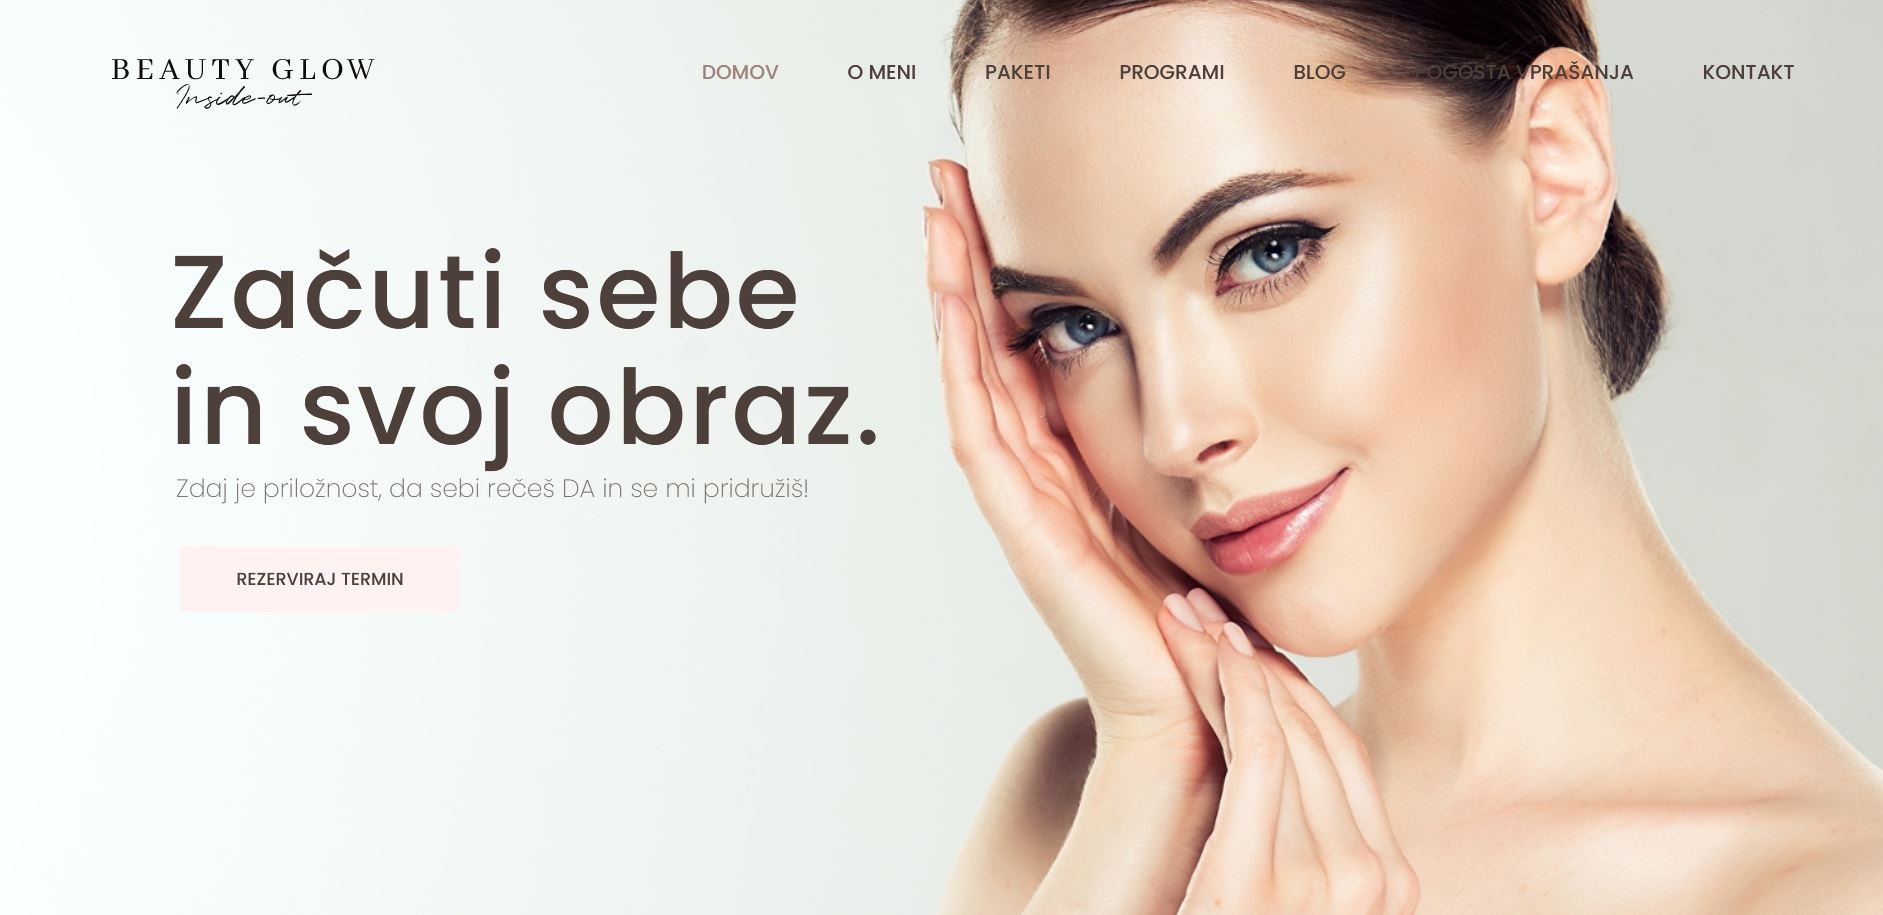 BEAUTY GLOW
Inside-out
DOMOV O MENI PAKETI PROGRAMI BLOG POGOSTA VPRAŠANJA KONTAKT
Začuti sebe
in svoj obraz.
Zdaj je priložnost, da sebi rečeš DA in se mi pridružiš!
REZERVIRAJ TERMIN